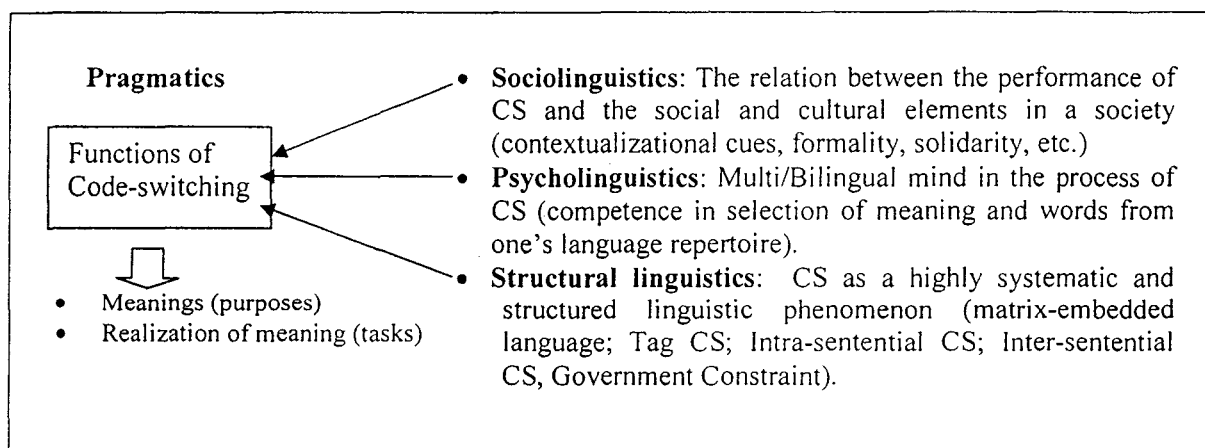 Pragmatics
Functions of
Code-switching
• Meanings (purposes)
• Realization of meaning (tasks)
• Sociolinguistics: The relation between the performance of
CS and the social and cultural elements in a society
(contextualizational cues, formality, solidarity, etc.)
• Psycholinguistics: Multi/Bilingual mind in the process of
CS (competence in selection of meaning and words from
one's language repertoire).
• Structural linguistics: CS as a highly systematic and
structured linguistic phenomenon (matrix-embedded
language; Tag CS; Intra-sentential CS; Inter-sentential
CS, Government Constraint).